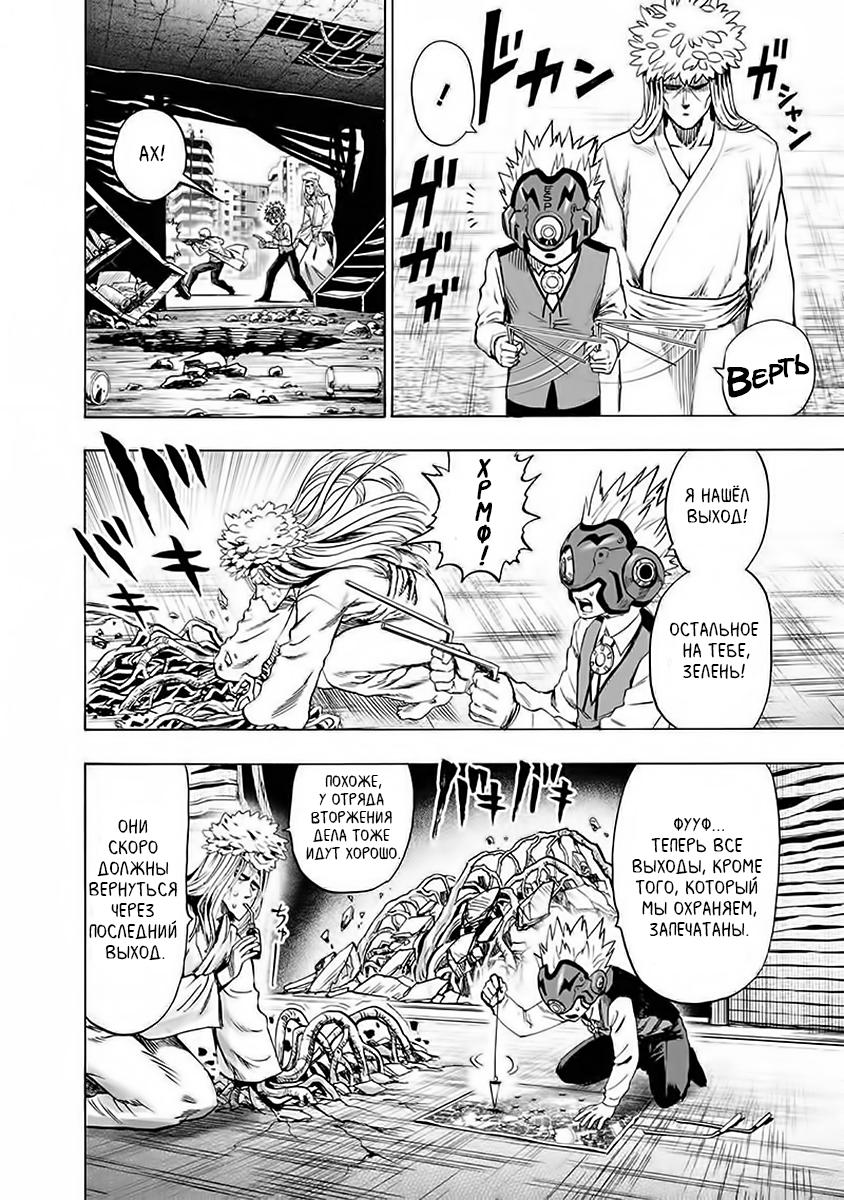 !
ドカン
ガシャン
ESP
ガガガ
ВЕРТЬ
АХ!
Я НАШЁЛ
ВЫХОД!
ОСТАЛЬНОЕ
НА ТЕБЕ,
ЗЕЛЕНЬ!
ХРМФ!
バキバキ
ФУУФ...
ТЕПЕРЬ ВСЕ
ВЫХОДЫ, КРОМЕ
ТОГО, КОТОРЫЙ
МЫ ОХРАНЯЕМ,
ЗАПЕЧАТАНЫ.
バキバキ
ПОХОЖЕ,
У ОТРЯДА
ВТОРЖЕНИЯ
ДЕЛА ТОЖЕ
ИДУТ ХОРОШО.
ОНИ
СКОРО
ДОЛЖНЫ
ВЕРНУТЬСЯ
ЧЕРЕЗ
ПОСЛЕДНИЙ
ВЫХОД.